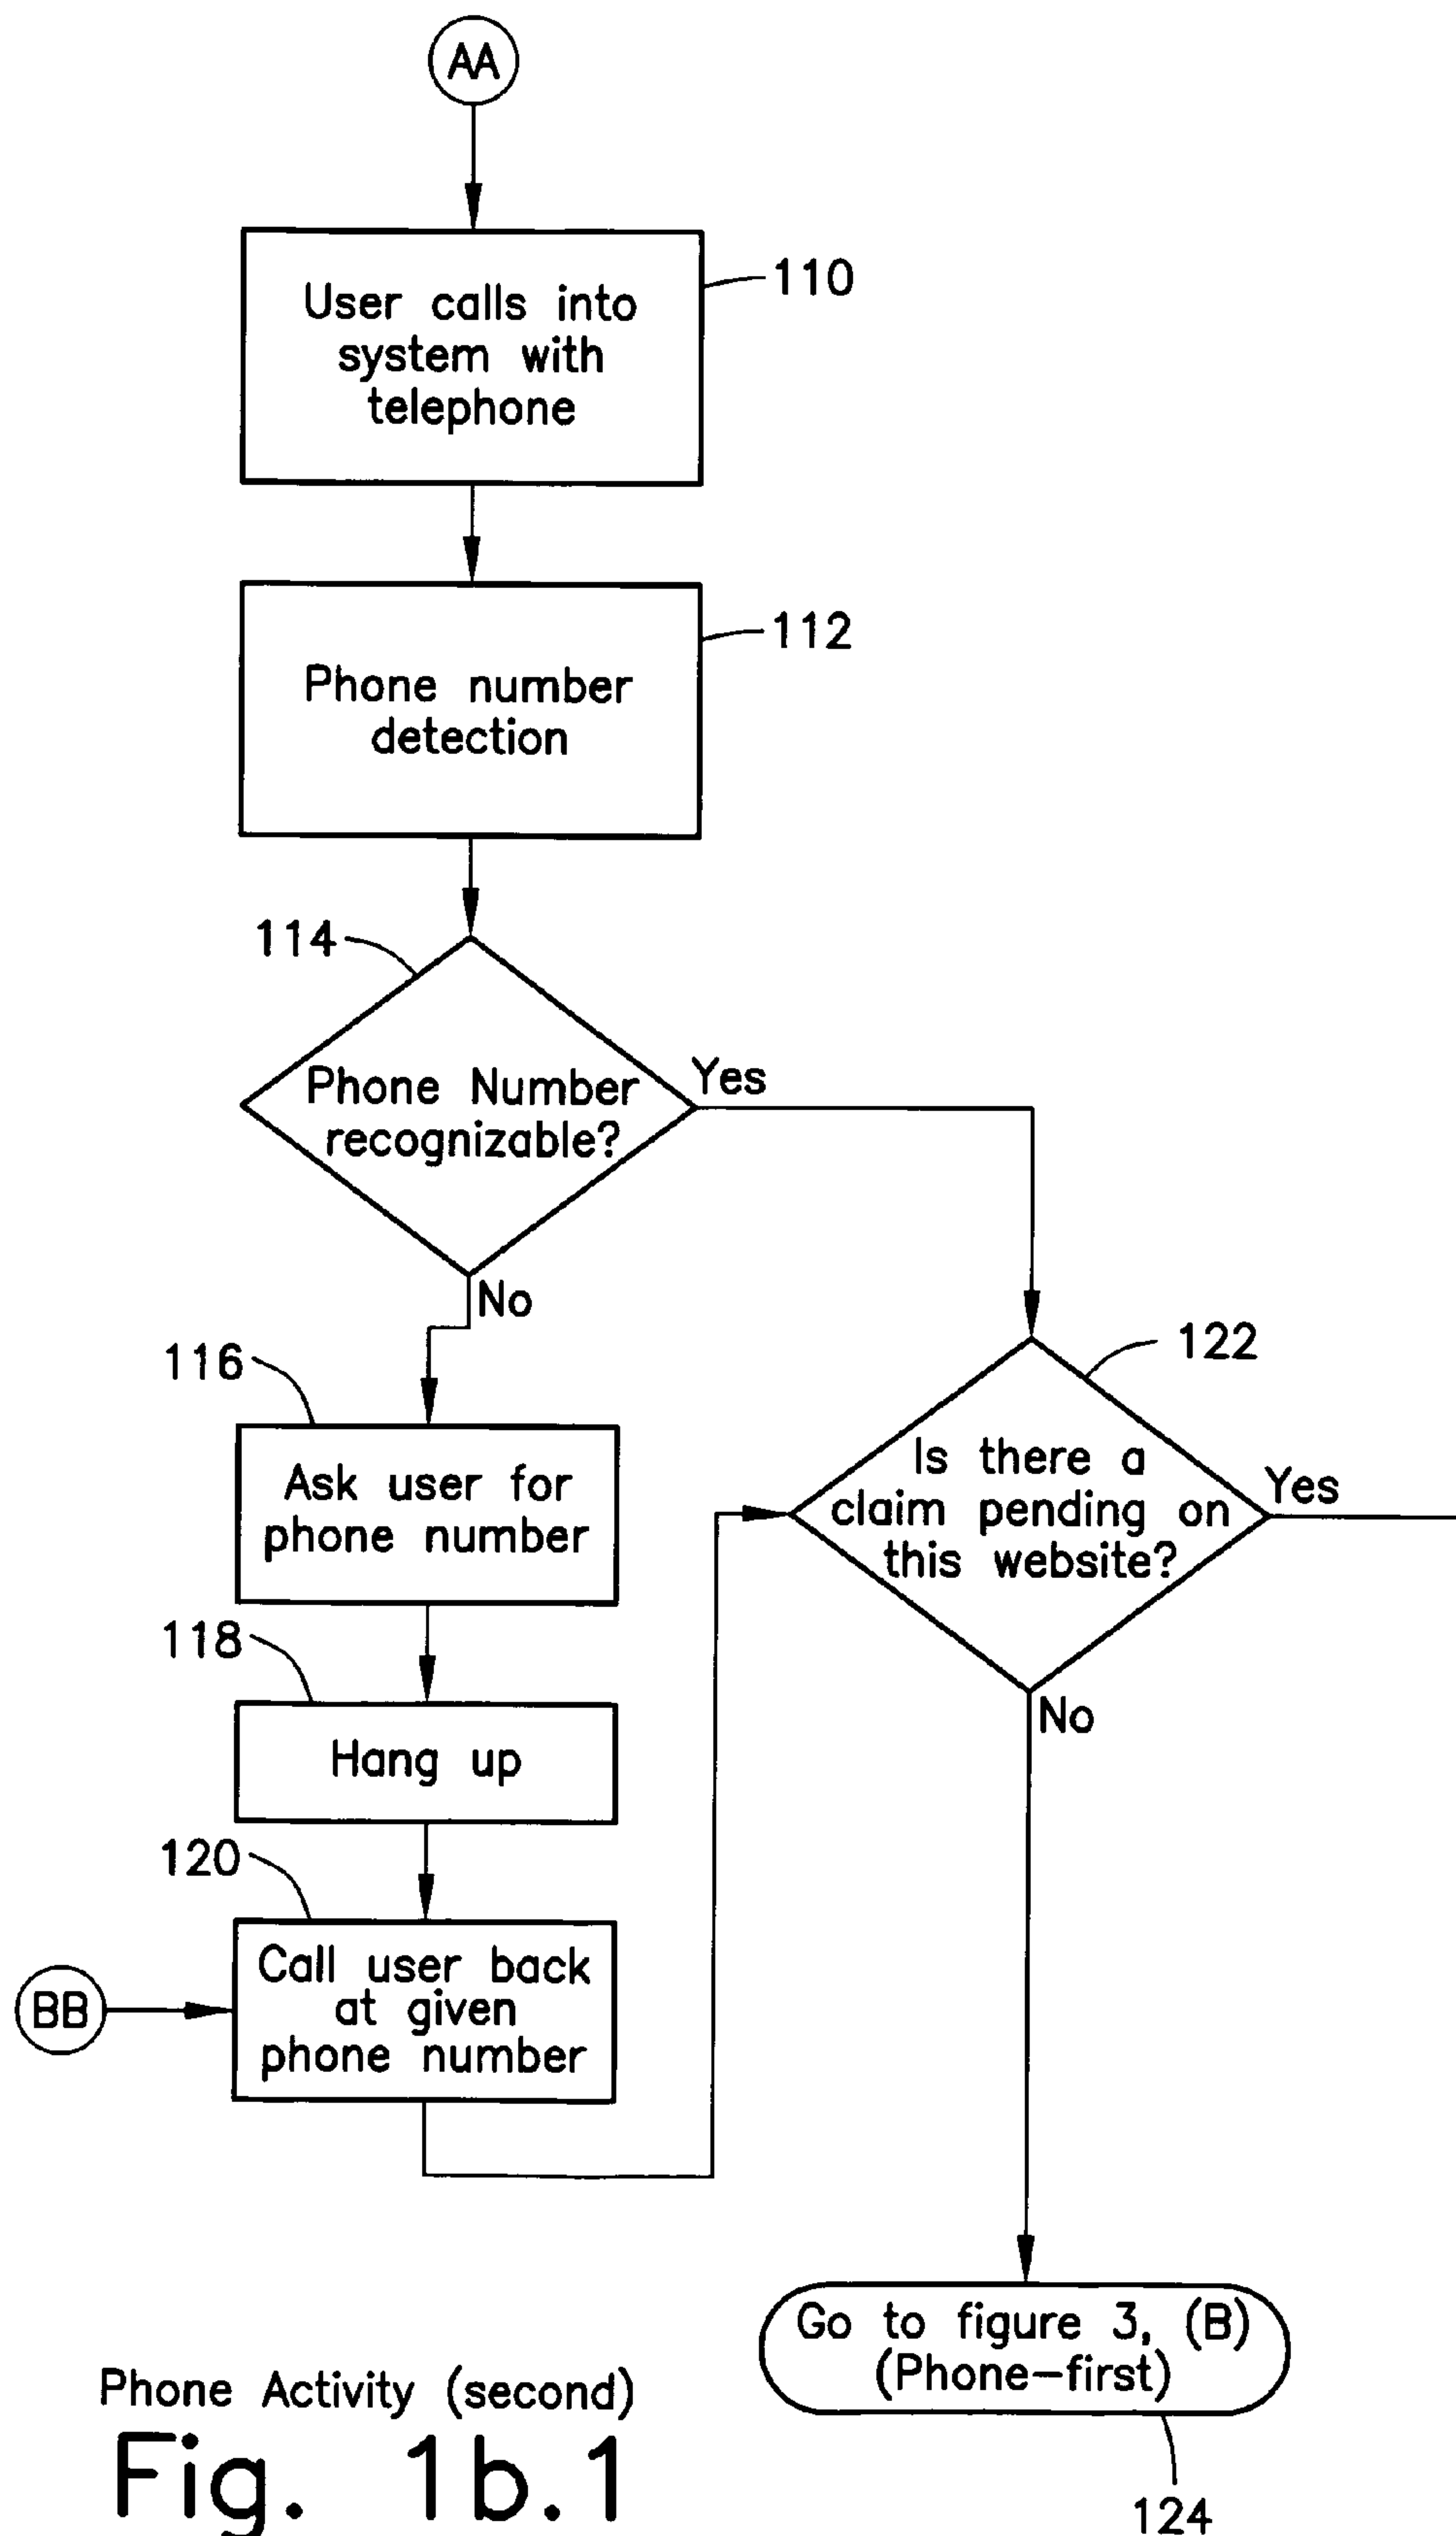 AA
User calls into
system with
telephone
110
Phone number
detection
112
114
Phone Number
recognizable?
Yes
No
116
Ask user for
phone number
118
Hang up
120
Call user back
at given
phone number
BB
122
Is there a
claim pending on
this website?
Yes
No
Go to figure 3, (B)
(Phone-first)
124
Phone Activity (second)
Fig. 1b.1